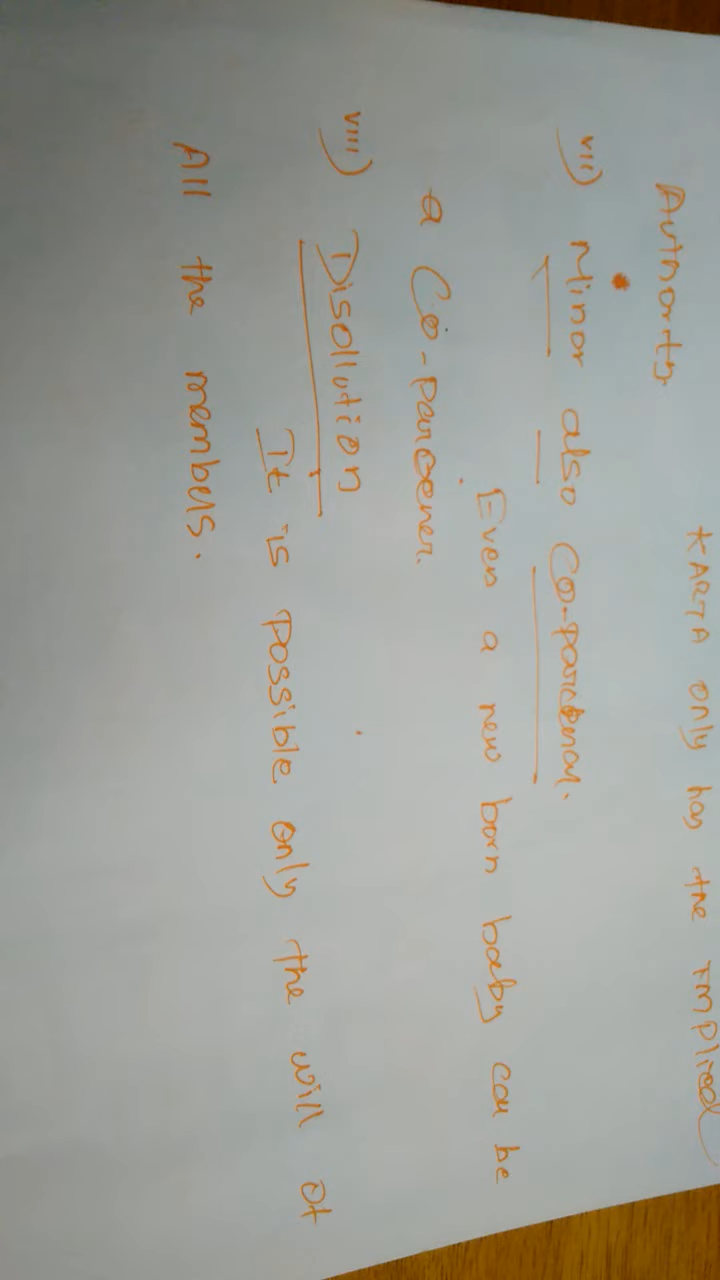 KARTA only has the IMPlied
Authority
vii) Minor also Co-parcenar.
Even a new born baby can be
a Co-parcener.
viii) Disollution
It is Possible only the will of
All the members.